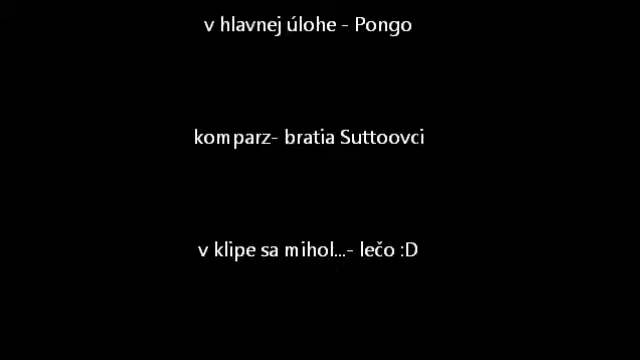 v hlavnej úlohe - Pongo
komparz- bratia Suttoovci
v klipe sa mihol...- lečo :D